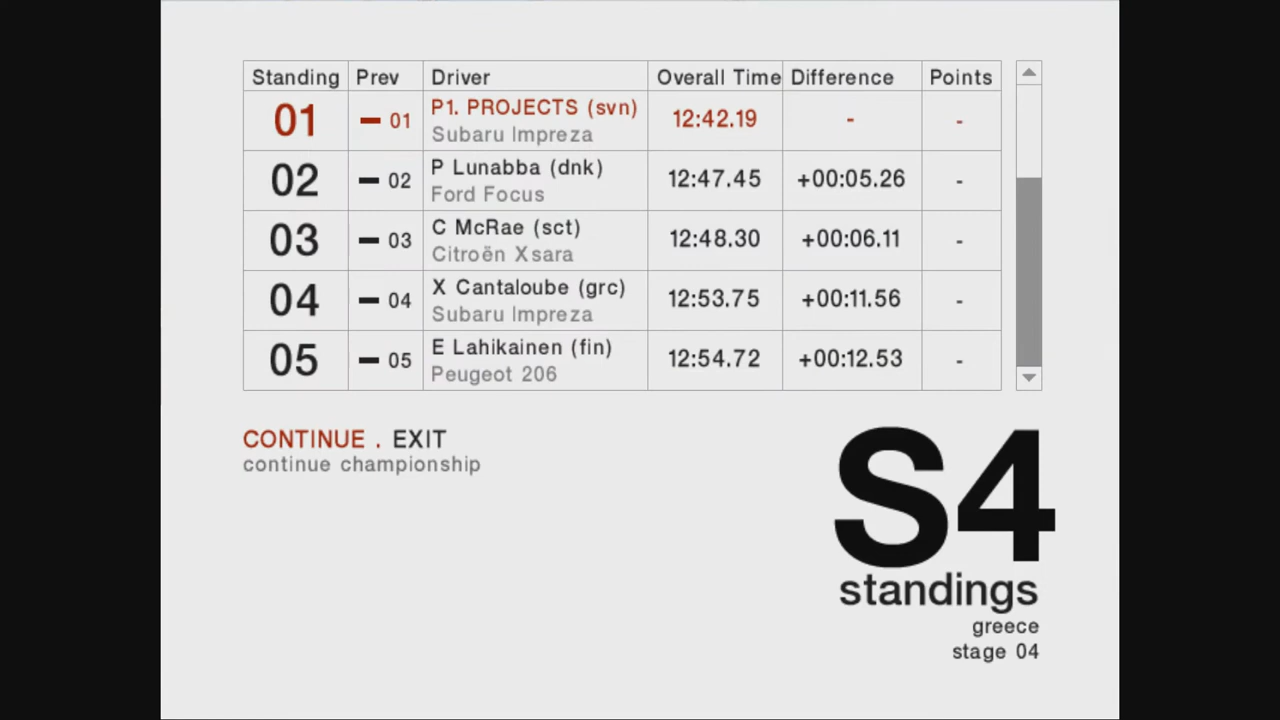 Standing Prev Driver Overall Time Difference Points
01 01 P1. PROJECTS (svn) 12:42.19 - -
Subaru Impreza
02 02 P Lunabba (dnk) 12:47.45 +00:05.26 -
Ford Focus
03 03 C McRae (sct) 12:48.30 +00:06.11 -
Citroën Xsara
04 04 X Cantaloube (grc) 12:53.75 +00:11.56 -
Subaru Impreza
05 05 E Lahikainen (fin) 12:54.72 +00:12.53 -
Peugeot 206
CONTINUE . EXIT
continue championship
S4
standings
greece
stage 04